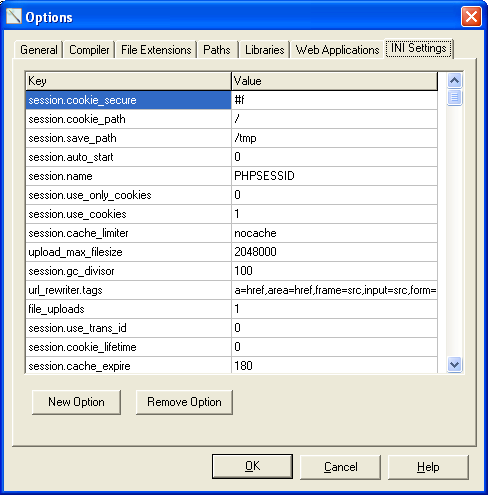 Options
General Compiler File Extensions Paths Libraries Web Applications INI Settings
Key Value
session.cookie_secure #f
session.cookie_path /
session.save_path /tmp
session.auto_start 0
session.name PHPSESSID
session.use_only_cookies 0
session.use_cookies 1
session.cache_limiter nocache
upload_max_filesize 2048000
session.gc_divisor 100
url_rewriter.tags a=href,area=href,frame=src,input=src,form=
file_uploads 1
session.use_trans_id 0
session.cookie_lifetime 0
session.cache_expire 180
New Option Remove Option
OK Cancel Help